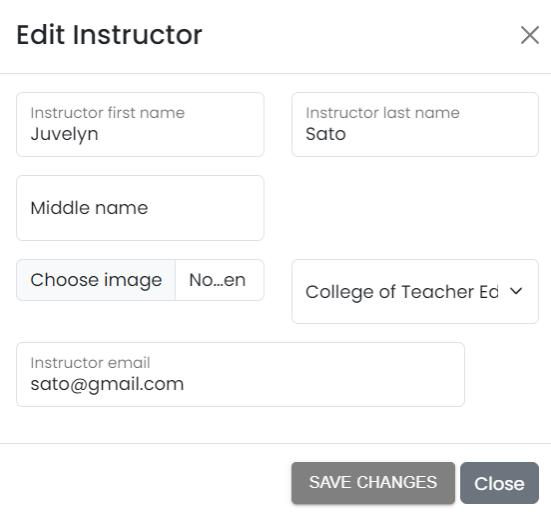 Edit Instructor
Instructor first name
Juvelyn
Instructor last name
Sato
Middle name
Choose image No...en
College of Teacher Ed
Instructor email
sato@gmail.com
SAVE CHANGES Close